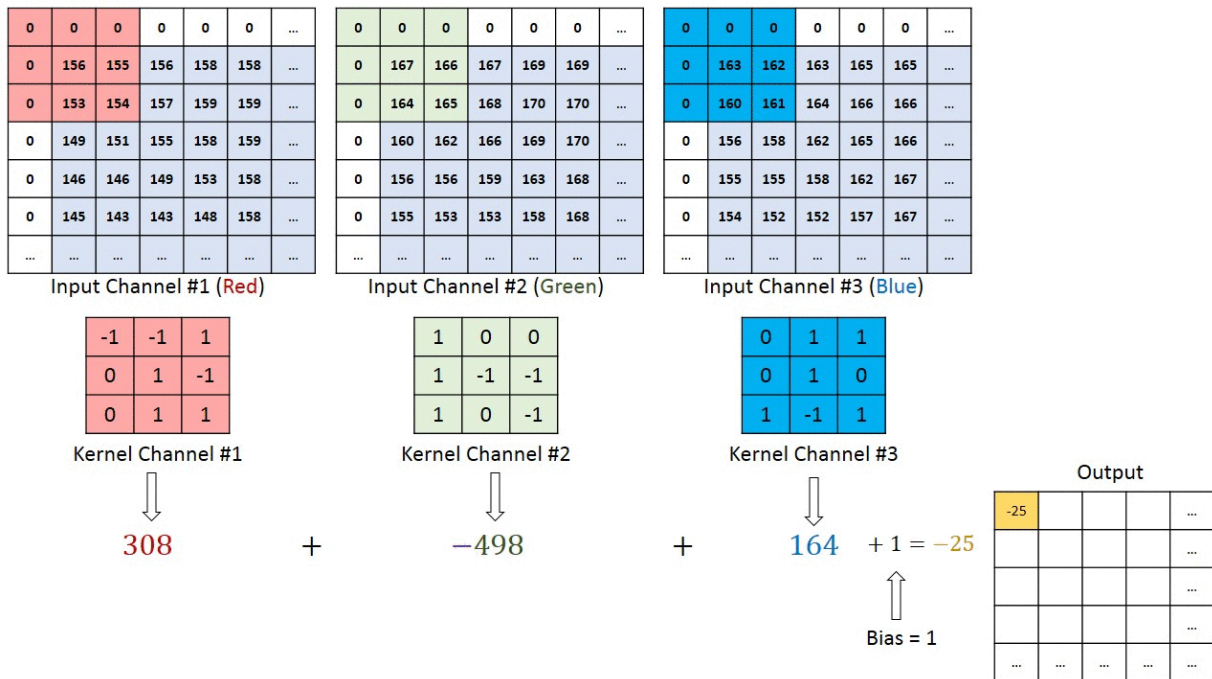 0 0 0 0 0 0 ...
0 156 155 156 158 158 ...
0 153 154 157 159 159 ...
0 149 151 155 158 159 ...
0 146 146 149 153 158 ...
0 145 143 143 148 158 ...
... ... ... ... ... ... ...
Input Channel #1 (Red)
0 0 0 0 0 0 ...
0 167 166 167 169 169 ...
0 164 165 168 170 170 ...
0 160 162 166 169 170 ...
0 156 156 159 163 168 ...
0 155 153 153 158 168 ...
... ... ... ... ... ... ...
Input Channel #2 (Green)
0 0 0 0 0 0 ...
0 163 162 163 165 165 ...
0 160 161 164 166 166 ...
0 156 158 162 165 166 ...
0 155 155 158 162 167 ...
0 154 152 152 157 167 ...
... ... ... ... ... ... ...
Input Channel #3 (Blue)
-1 -1 1
0 1 -1
0 1 1
Kernel Channel #1
1 0 0
1 -1 -1
1 0 -1
Kernel Channel #2
0 1 1
0 1 0
1 -1 1
Kernel Channel #3
308 + −498 + 164 + 1 = −25
Bias = 1
Output
-25 ...
...
...
...
... ... ... ... ...